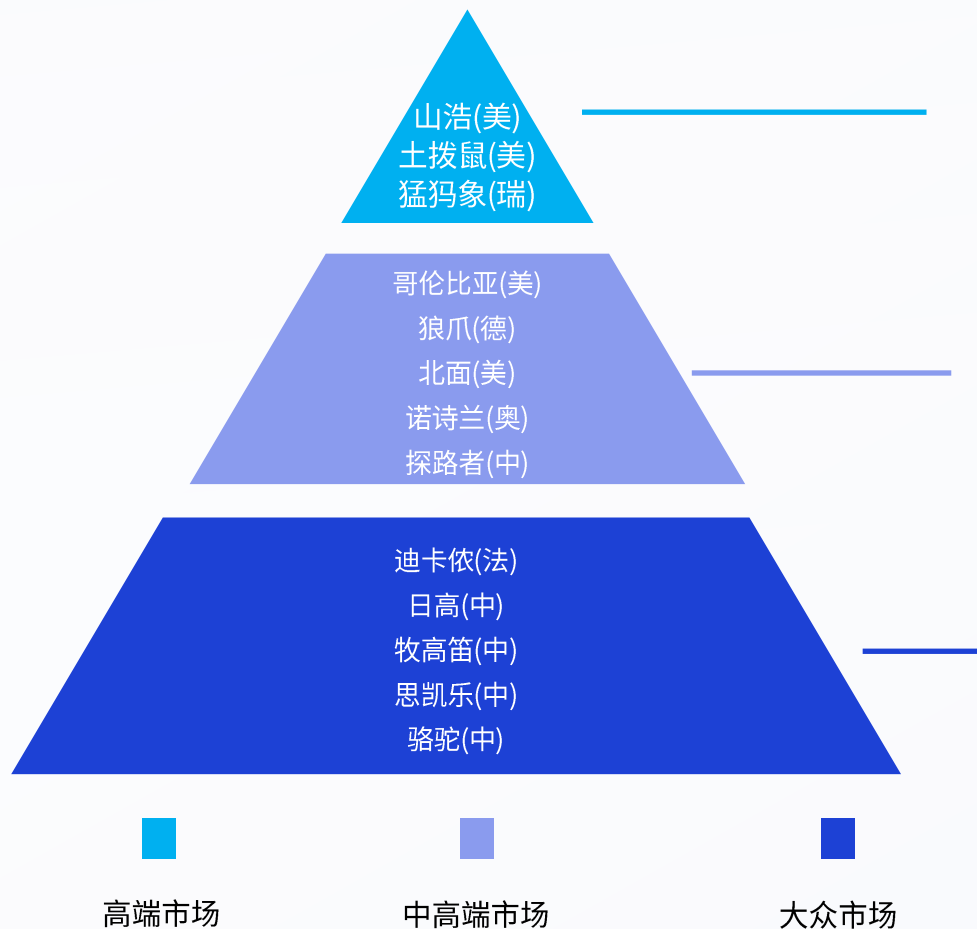 山浩(美)
土拨鼠(美)
猛犸象(瑞)
哥伦比亚(美)
狼爪(德)
北面(美)
诺诗兰(奥)
探路者(中)
迪卡侬(法)
日高(中)
牧高笛(中)
思凯乐(中)
骆驼(中)
高端市场
中高端市场
大众市场